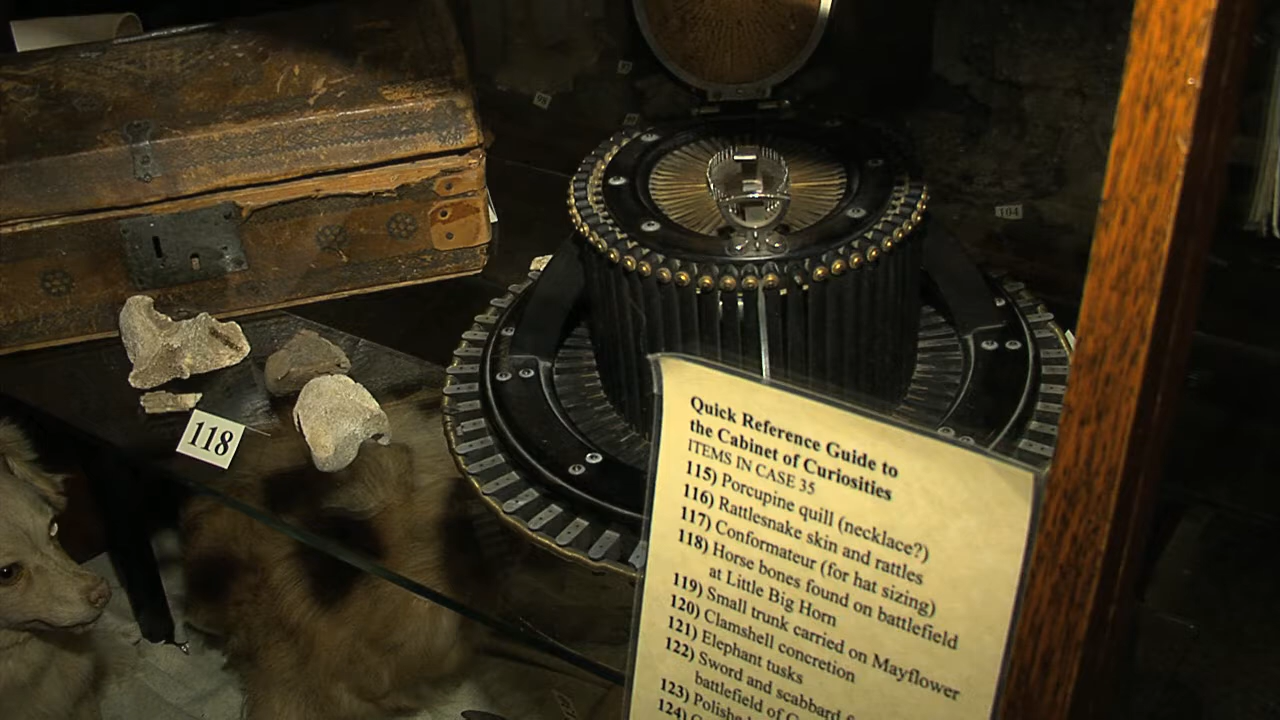 104
118
Quick Reference Guide to
the Cabinet of Curiosities
ITEMS IN CASE 35
115) Porcupine quill (necklace?)
116) Rattlesnake skin and rattles
117) Conformateur (for hat sizing)
118) Horse bones found on battlefield
at Little Big Horn
119) Small trunk carried on Mayflower
120) Clamshell concretion
121) Elephant tusks
122) Sword and scabbard
battlefield of
123)
124)